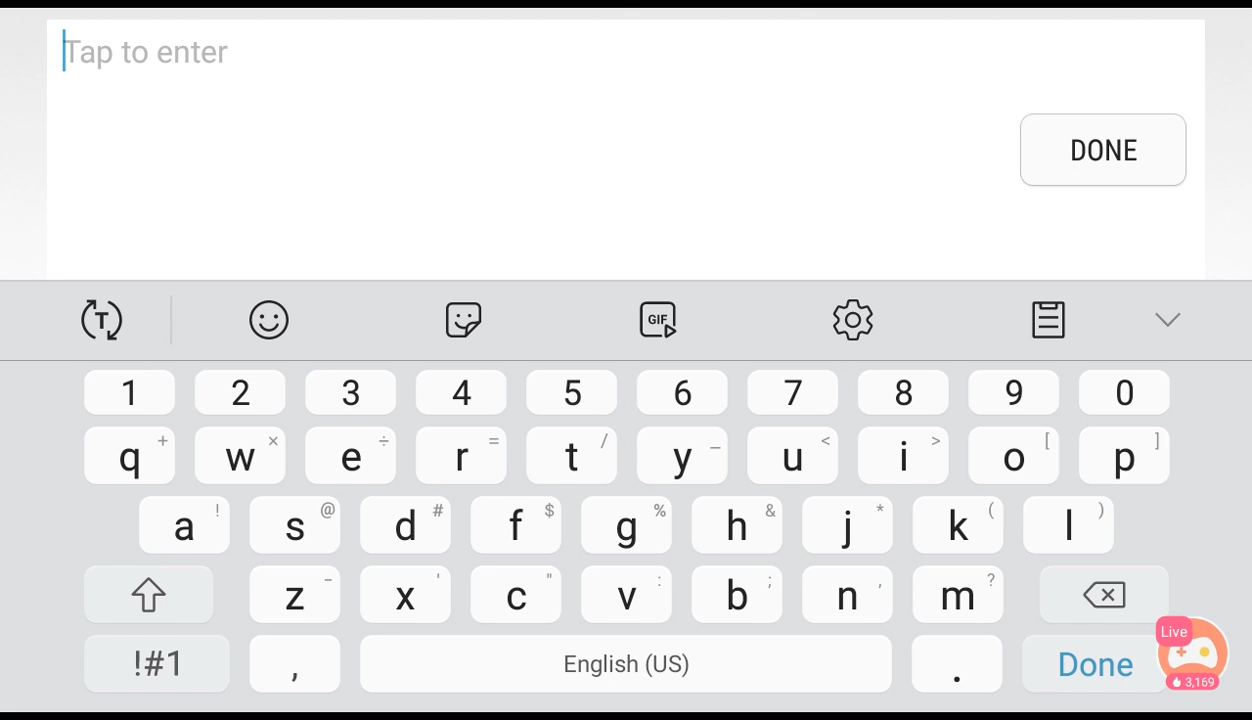 Tap to enter
DONE
T GIF
1 2 3 4 5 6 7 8 9 0
q + w × e ÷ r = t / y _ u < i > o [ p ]
a ! s @ d # f $ g % h & j * k ( l )
z - x ' c " v : b ; n , m ?
Live
!#1 , English (US) . Done
3,169